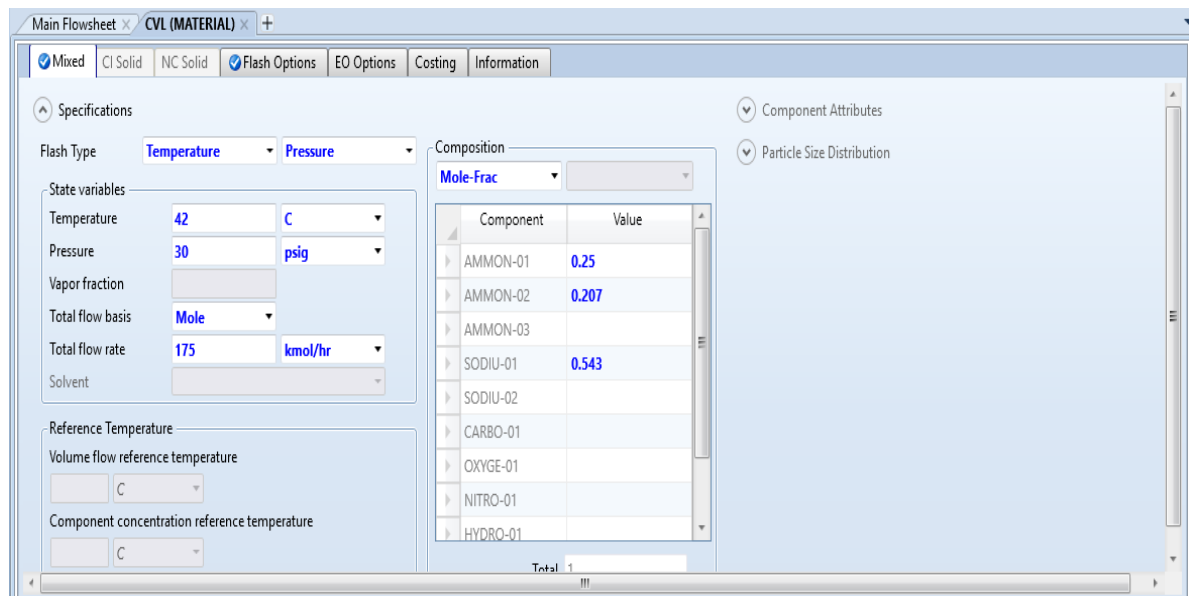 Main Flowsheet × CVL (MATERIAL) × +
Mixed CI Solid NC Solid Flash Options EO Options Costing Information
Specifications
Flash Type Temperature Pressure
State variables
Temperature 42 C
Pressure 30 psig
Vapor fraction
Total flow basis Mole
Total flow rate 175 kmol/hr
Solvent
Reference Temperature
Volume flow reference temperature
C
Component concentration reference temperature
C
Composition
Mole-Frac
Component Value
AMMON-01 0.25
AMMON-02 0.207
AMMON-03
SODIU-01 0.543
SODIU-02
CARBO-01
OXYGE-01
NITRO-01
HYDRO-01
Total 1
Component Attributes
Particle Size Distribution